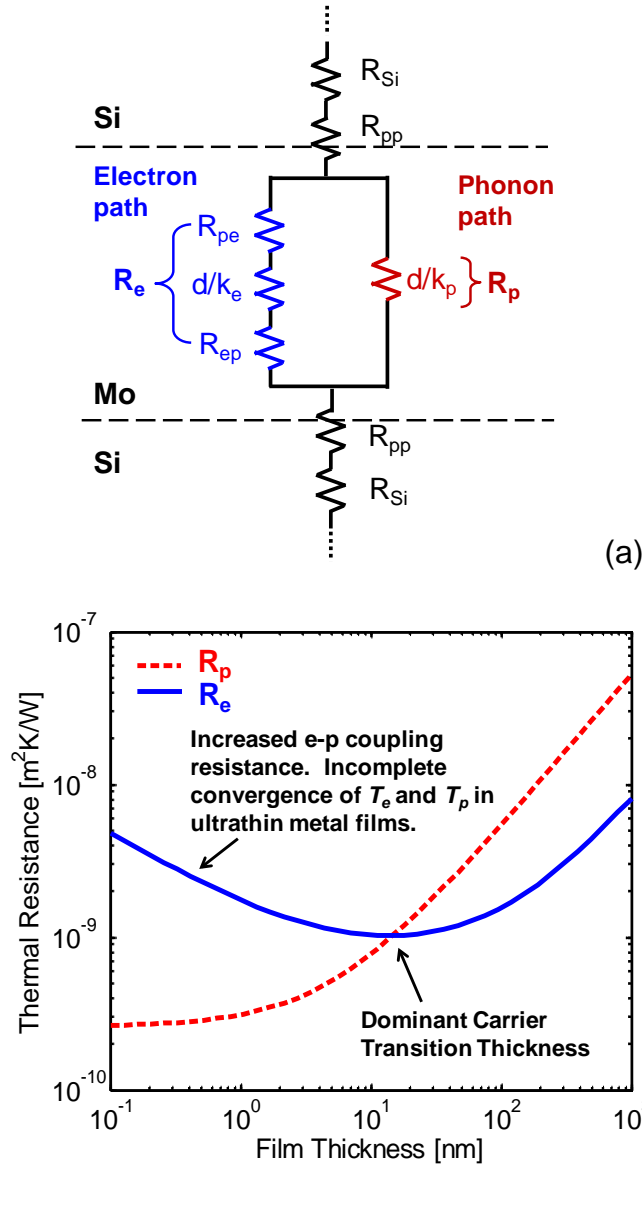 R_Si
Si
R_pp
Electron path
Phonon path
R_pe
R_e
d/k_e
d/k_p
R_p
R_ep
Mo
R_pp
Si
R_Si
(a)
10^-7
R_p
R_e
Increased e-p coupling
resistance. Incomplete
convergence of T_e and T_p in
ultrathin metal films.
10^-8
Thermal Resistance [m^2K/W]
10^-9
Dominant Carrier
Transition Thickness
10^-10
10^-1 10^0 10^1 10^2 10
Film Thickness [nm]